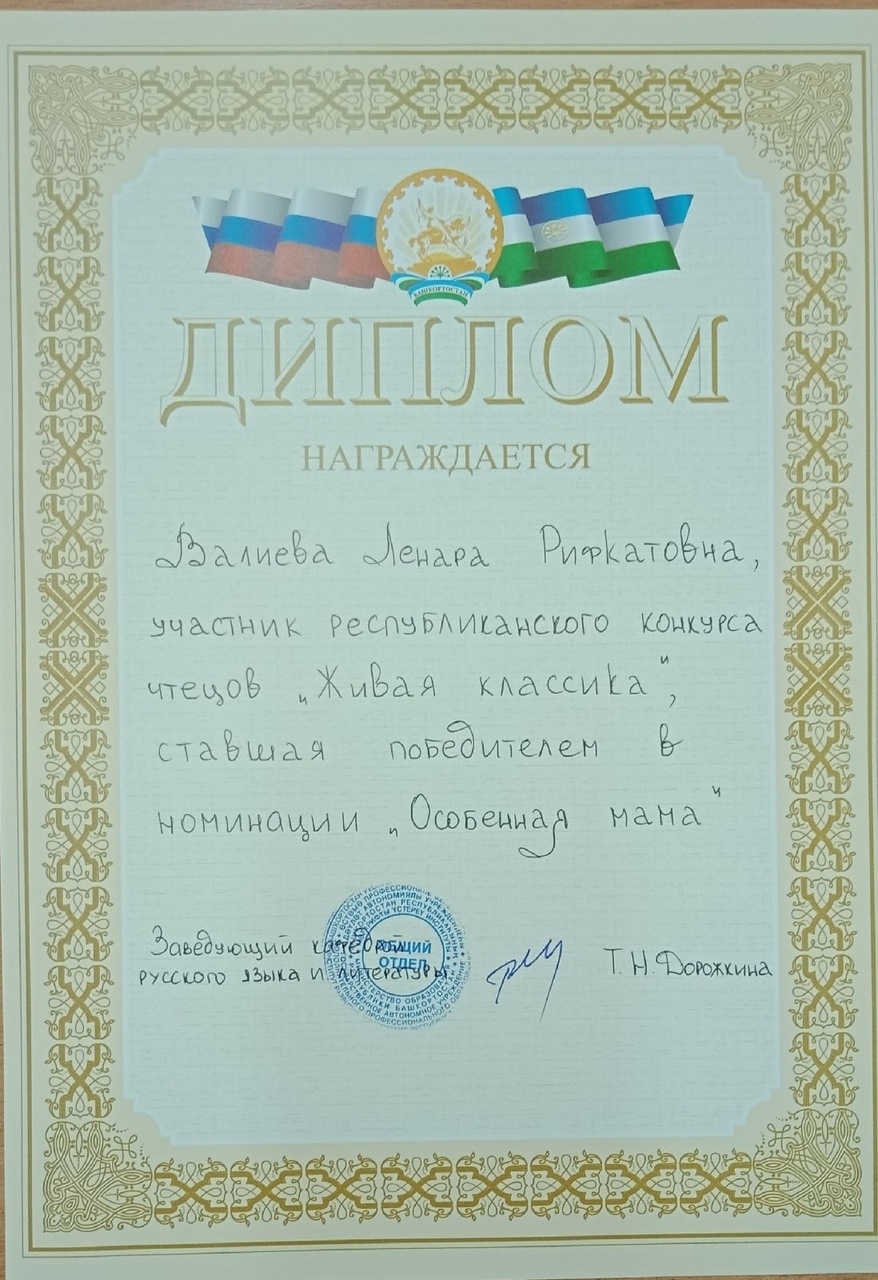 БАШКОРТОСТАН
ДИПЛОМ
НАГРАЖДАЕТСЯ
Валиева Ленара Рифкатовна,
участник республиканского конкурса
чтецов „Живая классика",
ставшая победителем в
номинации „Особенная мама"
Заведующий кафедрой
русского языка и литературы
ОБЩИЙ
ОТДЕЛ
Т.Н.Дорожкина